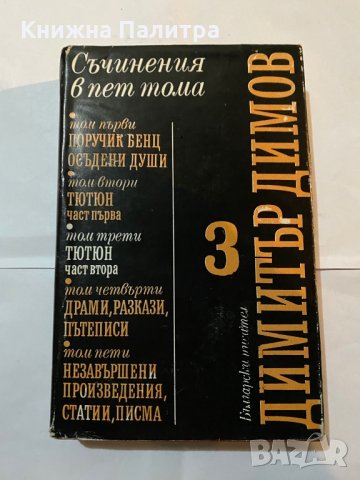 Книжна Палитра
Съчинения
в пет тома
том първи
ПОРУЧИК БЕНЦ
ОСЪДЕНИ ДУШИ
том втори
ТЮТЮН
част първа
том трети
ТЮТЮН
част втора
том четвърти
ДРАМИ, РАЗКАЗИ,
ПЪТЕПИСИ
том пети
НЕЗАВЪРШЕНИ
ПРОИЗВЕДЕНИЯ,
СТАТИИ, ПИСМА
3
Български писател
ДИМИТЪР ДИМОВ
BAZAR